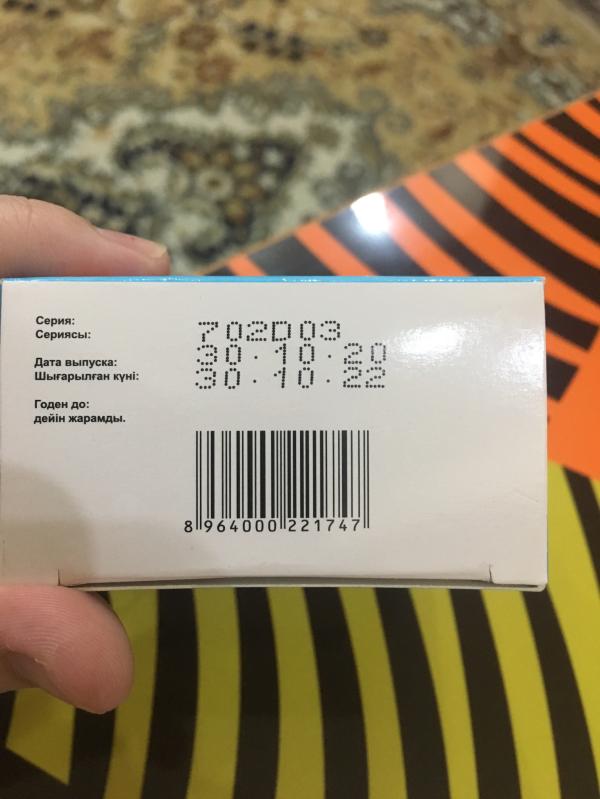 Серия:
Сериясы:
702D03
Дата выпуска:
Шығарылған күні:
30.10.20
Годен до:
дейін жарамды.
30.10.22
8 964000 221747